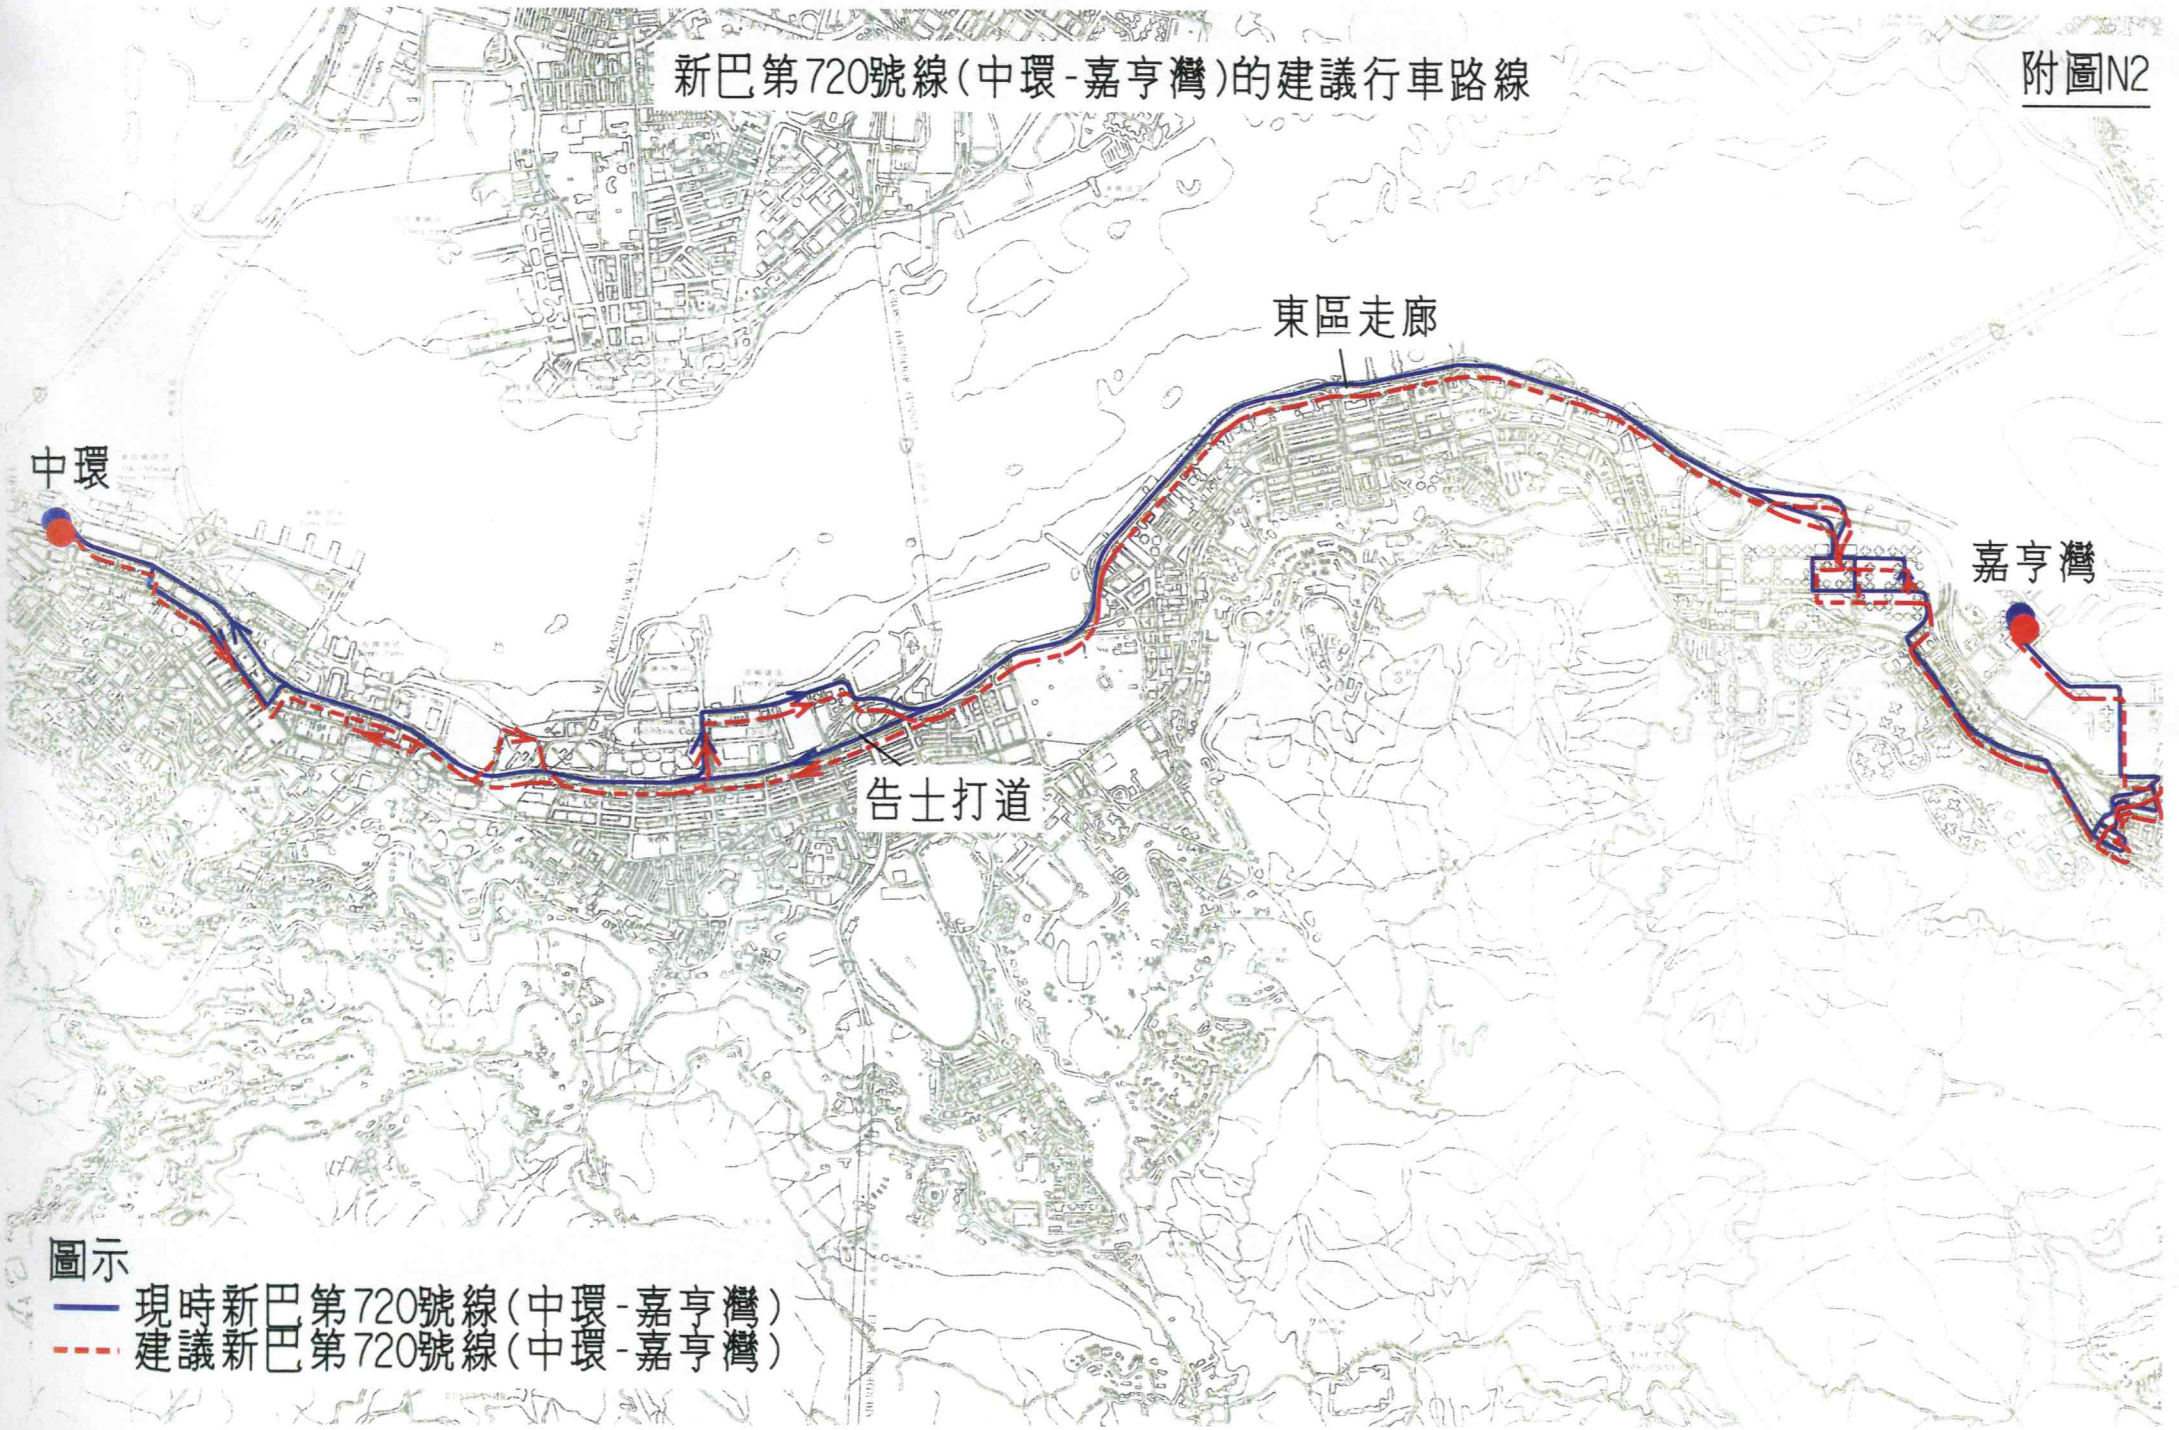 新巴第720號線(中環-嘉亨灣)的建議行車路線
附圖N2
東區走廊
中環
嘉亨灣
告士打道
圖示
現時新巴第720號線(中環-嘉亨灣)
建議新巴第720號線(中環-嘉亨灣)